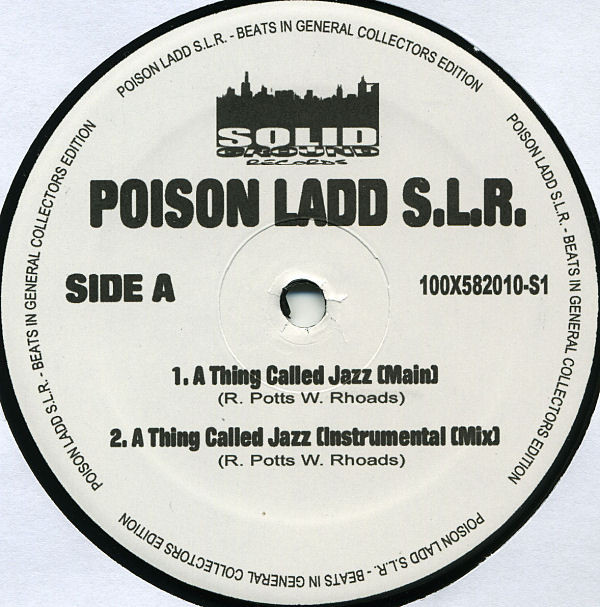 POISON LADD S.L.R. - BEATS IN GENERAL COLLECTORS EDITION
POISON LADD S.L.R. - BEATS IN GENERAL COLLECTORS EDITION
POISON LADD S.L.R. - BEATS IN GENERAL COLLECTORS EDITION
POISON LADD S.L.R. - BEATS IN GENERAL COLLECTORS EDITION
SOLID
GROUND
RECORDS
POISON LADD S.L.R.
SIDE A
100X582010-S1
1. A Thing Called Jazz (Main)
(R. Potts W. Rhoads)
2. A Thing Called Jazz (Instrumental (Mix)
(R. Potts W. Rhoads)